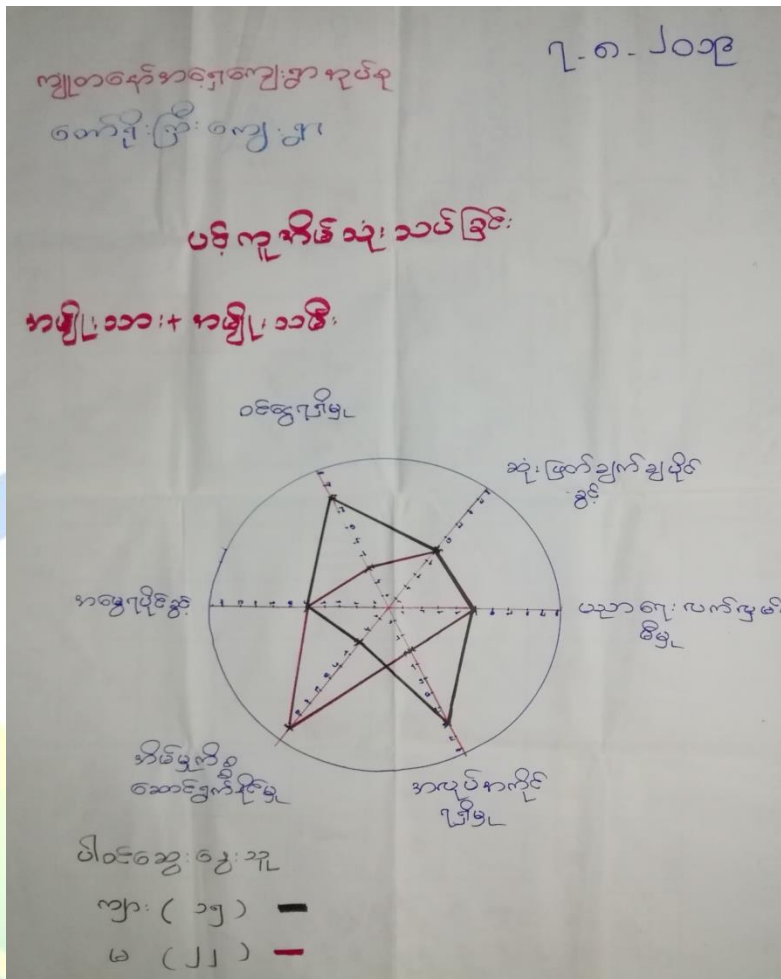 ၇-၈-၂၀၁၉
ကျူတနော်အရှေ့ကျေးရွာအုပ်စု
တော်ရိုးကြီးကျေးရွာ
ပင့်ကူအိမ်သုံးသပ်ခြင်း
အမျိုးသား+ အမျိုးသမီး
ဝင်ငွေရရှိမှု
ဆုံးဖြတ်ချက်ချပိုင်
ခွင့်
အမွေရပိုင်ခွင့်
ပညာရေးလက်လှမ်း
မီမှု
အိမ်မှုကိစ္စ
ဆောင်ရွက်နိုင်မှု
အလုပ်အကိုင်
ရရှိမှု
ပါဝင်ဆွေးနွေးသူ
ကျား ( ၁၅ )
မ ( ၂၂ )